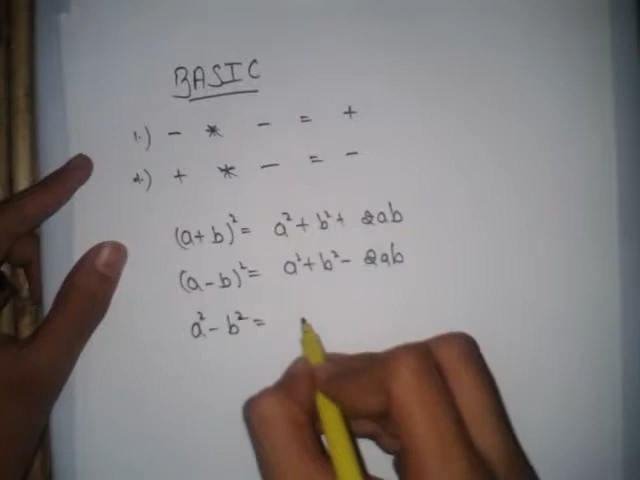 BASIC
1.) - * - = +
2.) + * - = -
(a+b)² = a² + b² + 2ab
(a-b)² = a² + b² - 2ab
a² - b² =